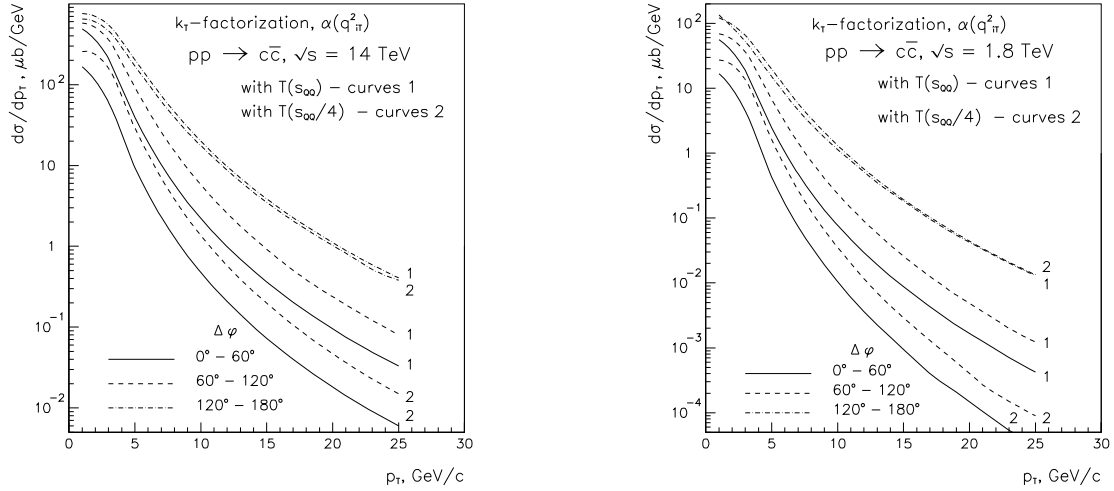 dσ/dp_T, μb/GeV
k_T−factorization, α(q²_iT)
pp → cc̅, √s = 14 TeV
with T(s_QQ) − curves 1
with T(s_QQ/4) − curves 2
10²
10
1
10⁻¹
10⁻²
1
2
1
1
2
2
Δφ
0° − 60°
60° − 120°
120° − 180°
0 5 10 15 20 25 30
p_T, GeV/c
dσ/dp_T, μb/GeV
k_T−factorization, α(q²_iT)
pp → cc̅, √s = 1.8 TeV
with T(s_QQ) − curves 1
with T(s_QQ/4) − curves 2
10²
10
1
10⁻¹
10⁻²
10⁻³
10⁻⁴
2
1
1
1
2
2
Δφ
0° − 60°
60° − 120°
120° − 180°
0 5 10 15 20 25 30
p_T, GeV/c